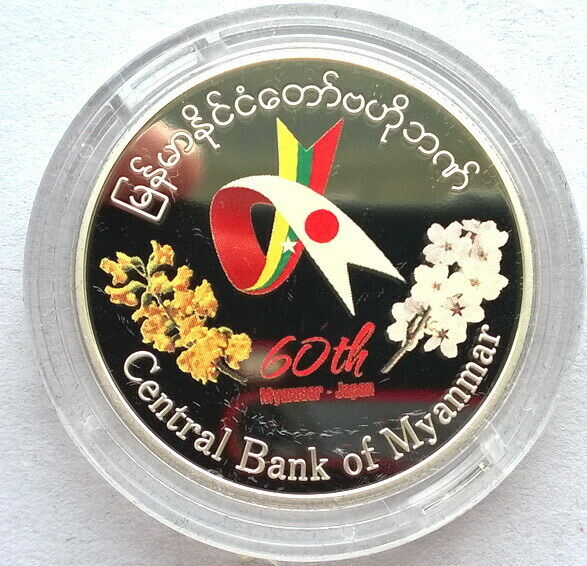 မြန်မာနိုင်ငံတော်ဗဟိုဘဏ်
60th
Myanmar - Japan
Central Bank of Myanmar